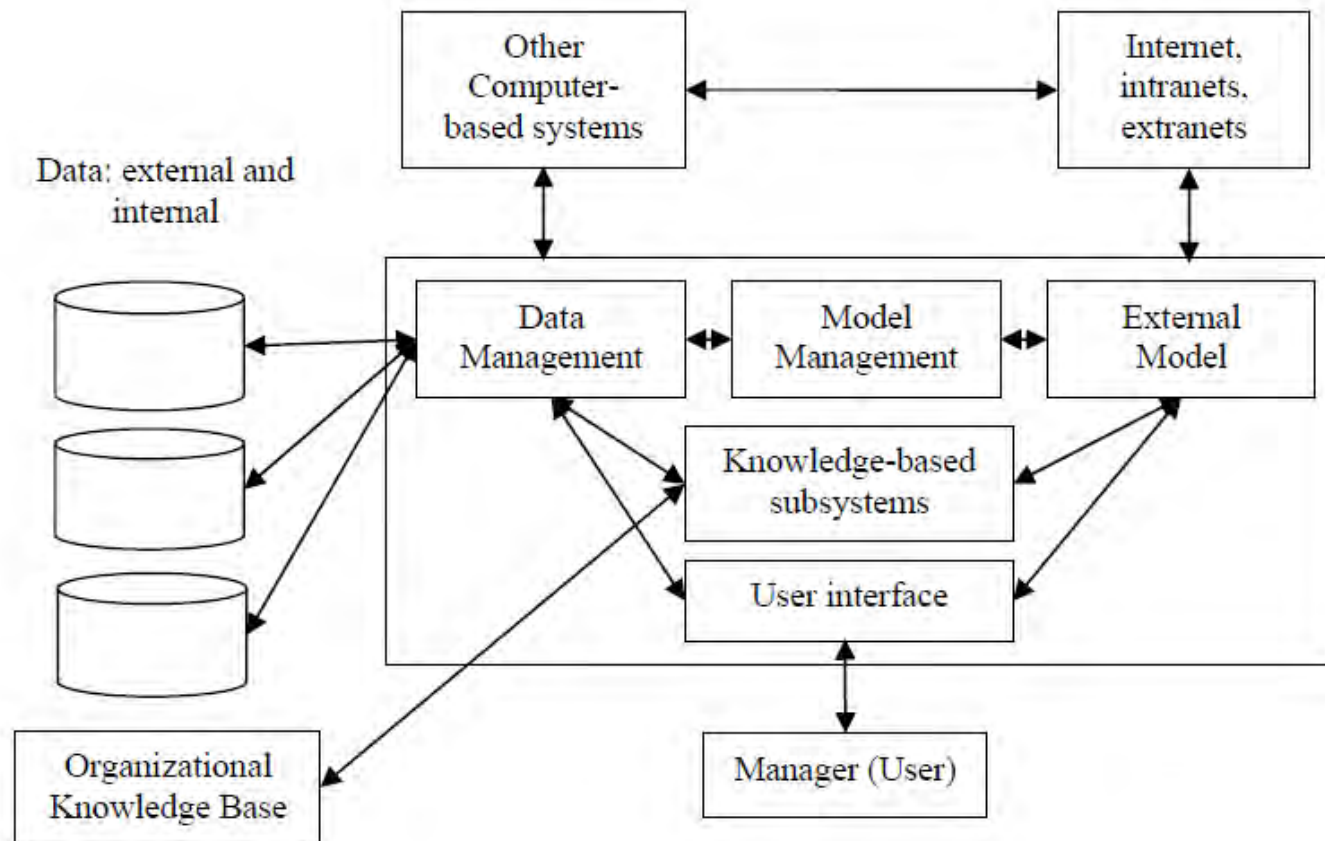 Other
Computer-
based systems
Internet,
intranets,
extranets
Data: external and
internal
Data
Management
Model
Management
External
Model
Knowledge-based
subsystems
User interface
Organizational
Knowledge Base
Manager (User)